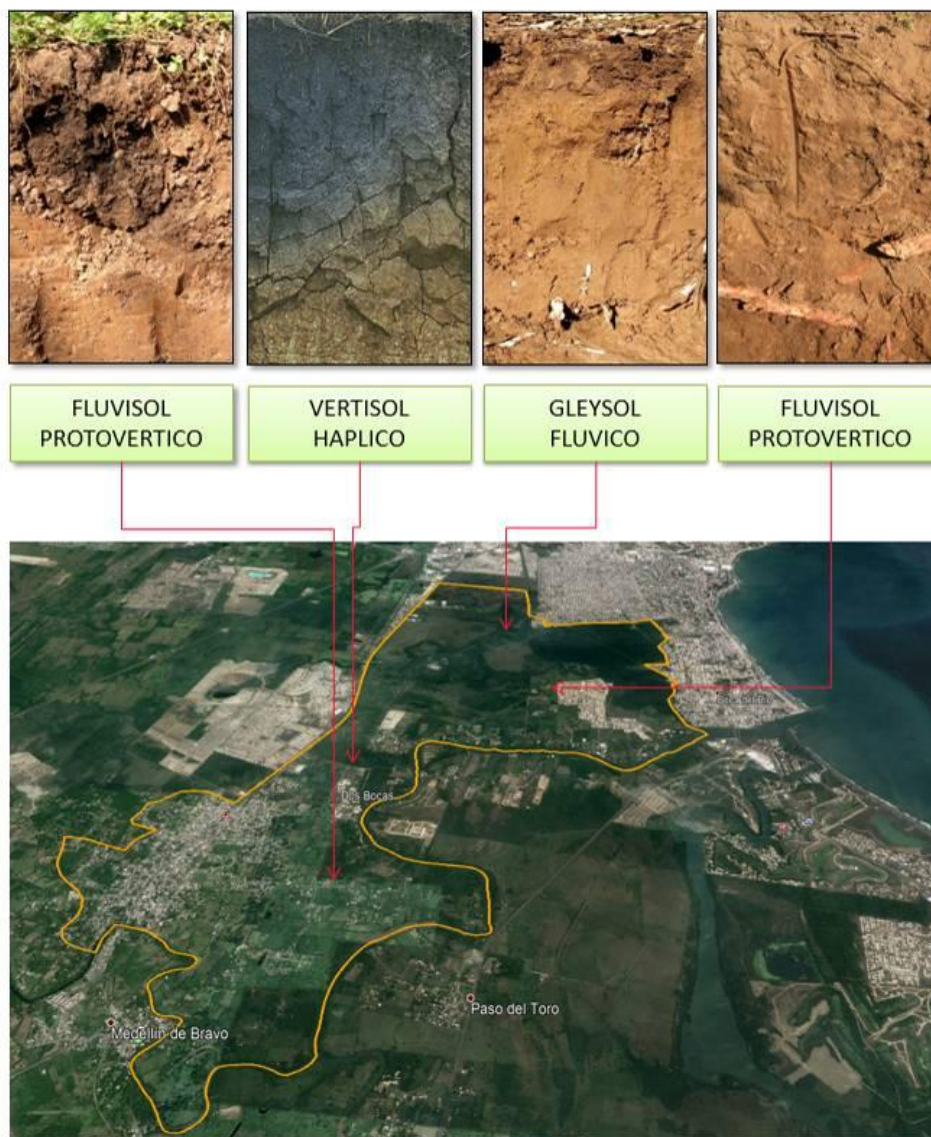 FLUVISOL
PROTOVERTICO
VERTISOL
HAPLICO
GLEYSOL
FLUVICO
FLUVISOL
PROTOVERTICO
Dos Bocas
Paso del Toro
Medellín de Bravo